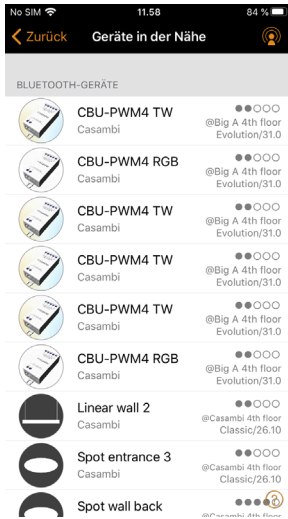 No SIM 11.58 84 %
Zurück Geräte in der Nähe
BLUETOOTH-GERÄTE
CBU-PWM4 TW
Casambi
@Big A 4th floor
Evolution/31.0
CBU-PWM4 RGB
Casambi
@Big A 4th floor
Evolution/31.0
CBU-PWM4 TW
Casambi
@Big A 4th floor
Evolution/31.0
CBU-PWM4 TW
Casambi
@Big A 4th floor
Evolution/31.0
CBU-PWM4 TW
Casambi
@Big A 4th floor
Evolution/31.0
CBU-PWM4 RGB
Casambi
@Big A 4th floor
Evolution/31.0
Linear wall 2
Casambi
@Casambi 4th floor
Classic/26.10
Spot entrance 3
Casambi
@Casambi 4th floor
Classic/26.10
Spot wall back
?
@Casambi 4th floor